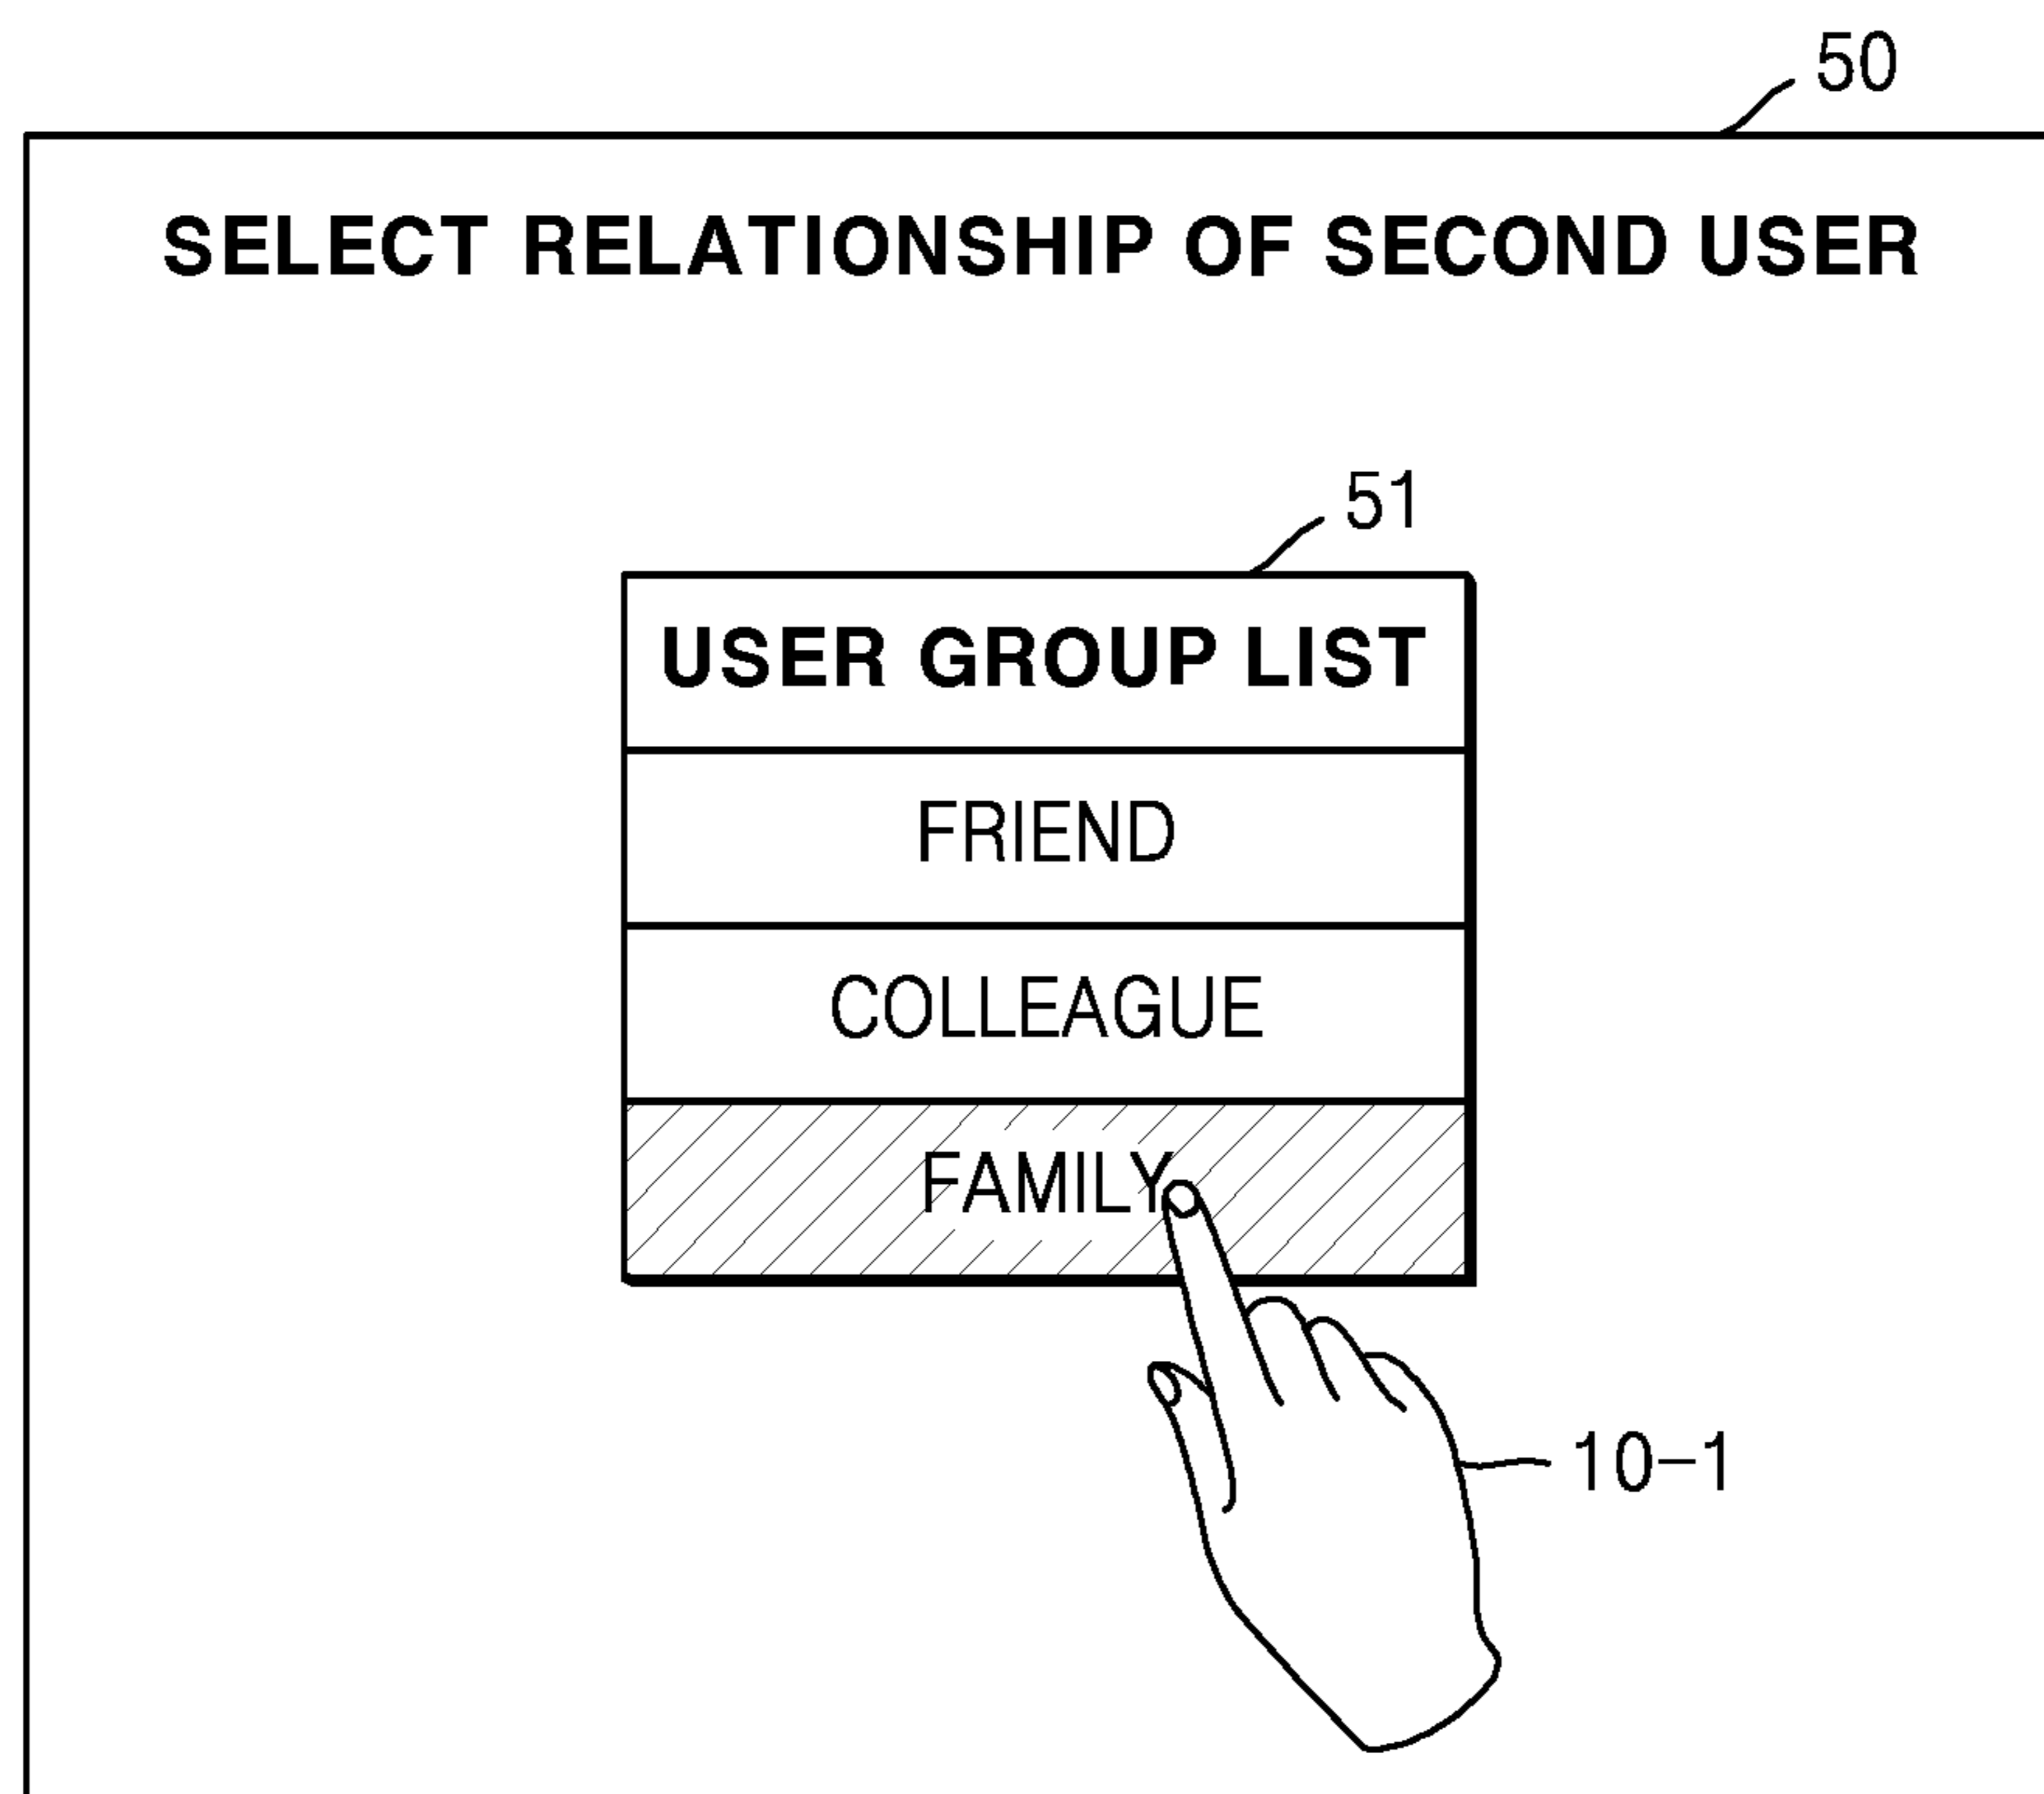 50
SELECT RELATIONSHIP OF SECOND USER
51
USER GROUP LIST
FRIEND
COLLEAGUE
FAMILY
10-1